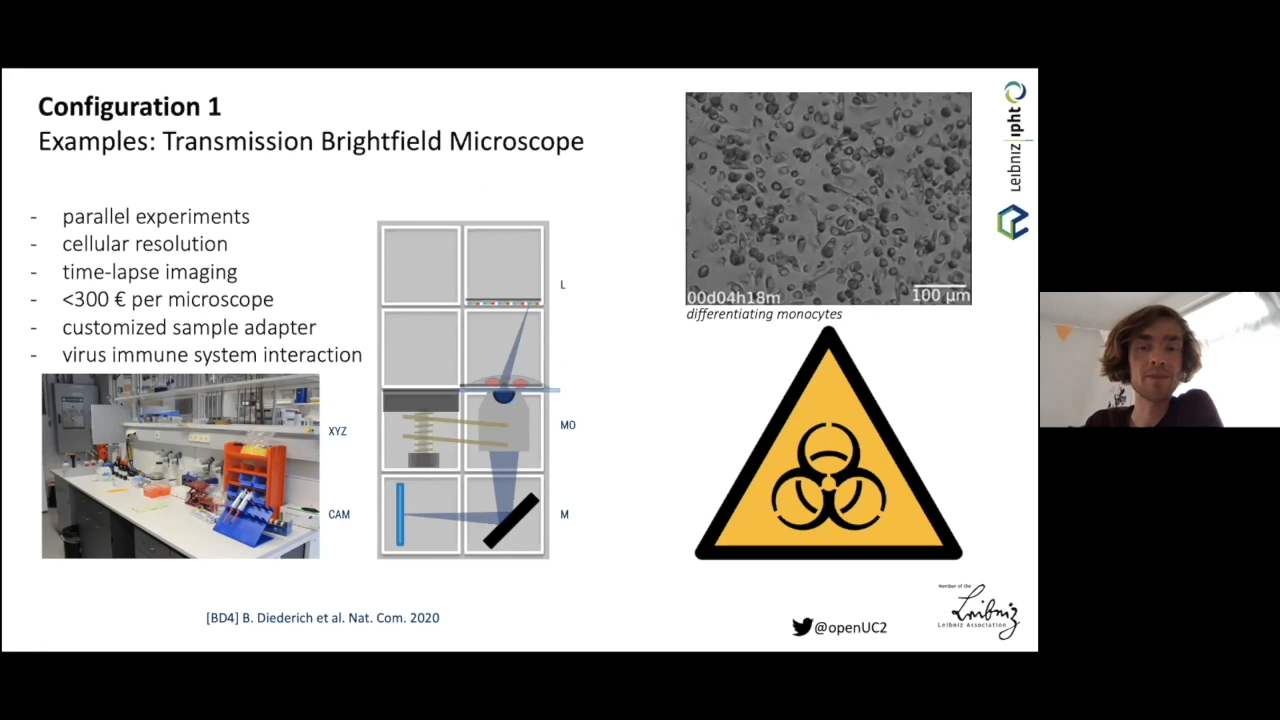 Configuration 1
Examples: Transmission Brightfield Microscope
- parallel experiments
- cellular resolution
- time-lapse imaging
- <300 € per microscope
- customized sample adapter
- virus immune system interaction
L
XYZ
MO
CAM
M
00d04h18m
100 µm
differentiating monocytes
Leibniz ipht
[BD4] B. Diederich et al. Nat. Com. 2020
@openUC2
Member of the
Leibniz
Leibniz Association